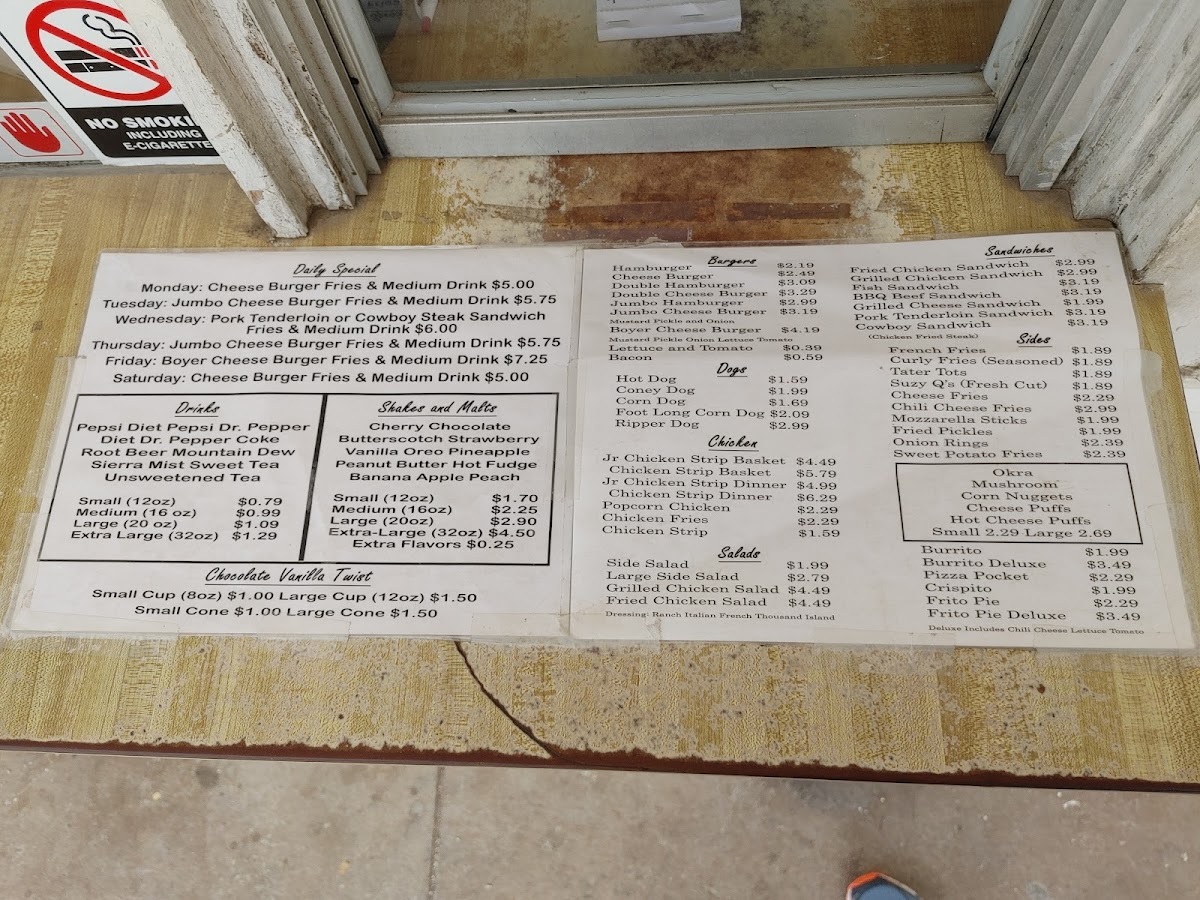 NO SMOKI
INCLUDING
E-CIGARETTE
Daily Special
Monday: Cheese Burger Fries & Medium Drink $5.00
Tuesday: Jumbo Cheese Burger Fries & Medium Drink $5.75
Wednesday: Pork Tenderloin or Cowboy Steak Sandwich
Fries & Medium Drink $6.00
Thursday: Jumbo Cheese Burger Fries & Medium Drink $5.75
Friday: Boyer Cheese Burger Fries & Medium Drink $7.25
Saturday: Cheese Burger Fries & Medium Drink $5.00
Drinks
Pepsi Diet Pepsi Dr. Pepper
Diet Dr. Pepper Coke
Root Beer Mountain Dew
Sierra Mist Sweet Tea
Unsweetened Tea
Small (12oz) $0.79
Medium (16 oz) $0.99
Large (20 oz) $1.09
Extra Large (32oz) $1.29
Shakes and Malts
Cherry Chocolate
Butterscotch Strawberry
Vanilla Oreo Pineapple
Peanut Butter Hot Fudge
Banana Apple Peach
Small (12oz) $1.70
Medium (16oz) $2.25
Large (20oz) $2.90
Extra-Large (32oz) $4.50
Extra Flavors $0.25
Chocolate Vanilla Twist
Small Cup (8oz) $1.00 Large Cup (12oz) $1.50
Small Cone $1.00 Large Cone $1.50
Burgers
Hamburger $2.19
Cheese Burger $2.49
Double Hamburger $3.09
Double Cheese Burger $3.29
Jumbo Hamburger $2.99
Jumbo Cheese Burger $3.19
Mustard Pickle and Onion
Boyer Cheese Burger $4.19
Mustard Pickle Onion Lettuce Tomato
Lettuce and Tomato $0.39
Bacon $0.59
Dogs
Hot Dog $1.59
Coney Dog $1.99
Corn Dog $1.69
Foot Long Corn Dog $2.09
Ripper Dog $2.99
Chicken
Jr Chicken Strip Basket $4.49
Chicken Strip Basket $5.79
Jr Chicken Strip Dinner $4.99
Chicken Strip Dinner $6.29
Popcorn Chicken $2.29
Chicken Fries $2.29
Chicken Strip $1.59
Salads
Side Salad $1.99
Large Side Salad $2.79
Grilled Chicken Salad $4.49
Fried Chicken Salad $4.49
Dressing: Ranch Italian French Thousand Island
Sandwiches
Fried Chicken Sandwich $2.99
Grilled Chicken Sandwich $2.99
Fish Sandwich $3.19
BBQ Beef Sandwich $3.19
Grilled Cheese Sandwich $1.99
Pork Tenderloin Sandwich $3.19
Cowboy Sandwich $3.19
(Chicken Fried Steak)
Sides
French Fries $1.89
Curly Fries (Seasoned) $1.89
Tater Tots $1.89
Suzy Q's (Fresh Cut) $1.89
Cheese Fries $2.29
Chili Cheese Fries $2.99
Mozzarella Sticks $1.99
Fried Pickles $1.99
Onion Rings $2.39
Sweet Potato Fries $2.39
Okra
Mushroom
Corn Nuggets
Cheese Puffs
Hot Cheese Puffs
Small 2.29 Large 2.69
Burrito $1.99
Burrito Deluxe $3.49
Pizza Pocket $2.29
Crispito $1.99
Frito Pie $2.29
Frito Pie Deluxe $3.49
Deluxe Includes Chili Cheese Lettuce Tomato